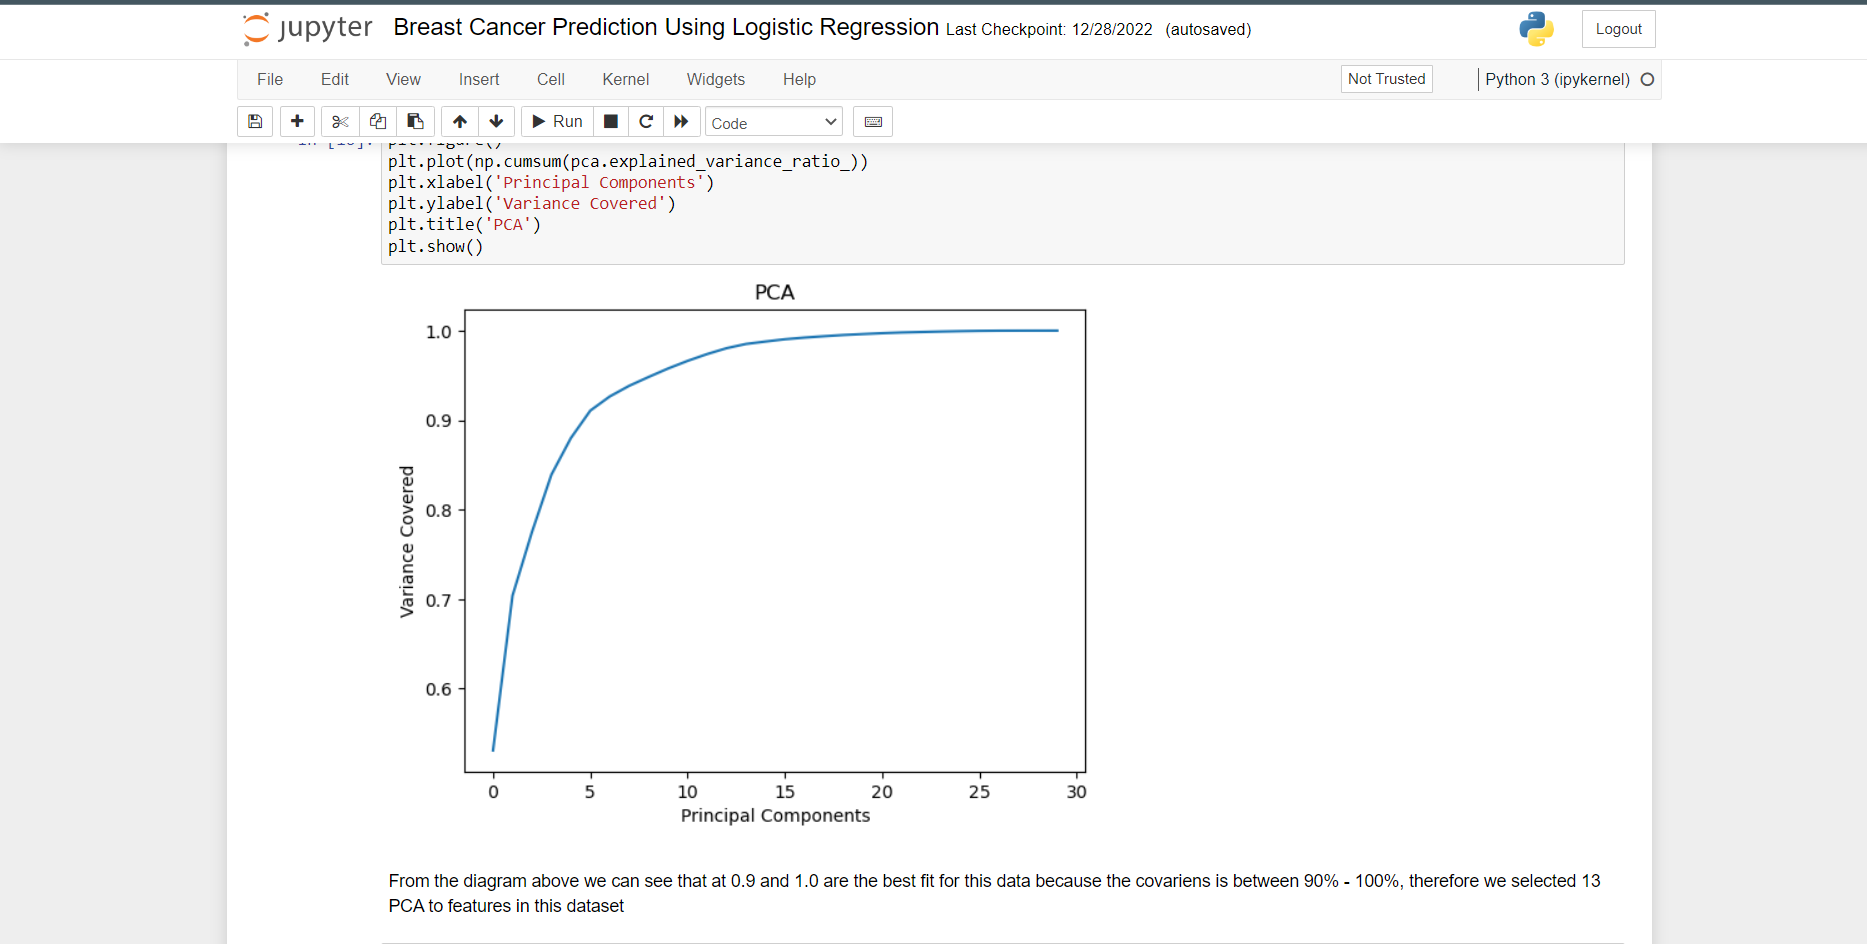 jupyter Breast Cancer Prediction Using Logistic Regression Last Checkpoint: 12/28/2022 (autosaved) Logout
File Edit View Insert Cell Kernel Widgets Help Not Trusted Python 3 (ipykernel)
Run Code
plt.plot(np.cumsum(pca.explained_variance_ratio_))
plt.xlabel('Principal Components')
plt.ylabel('Variance Covered')
plt.title('PCA')
plt.show()
PCA
1.0
0.9
0.8
0.7
0.6
Variance Covered
0 5 10 15 20 25 30
Principal Components
From the diagram above we can see that at 0.9 and 1.0 are the best fit for this data because the covariens is between 90% - 100%, therefore we selected 13
PCA to features in this dataset